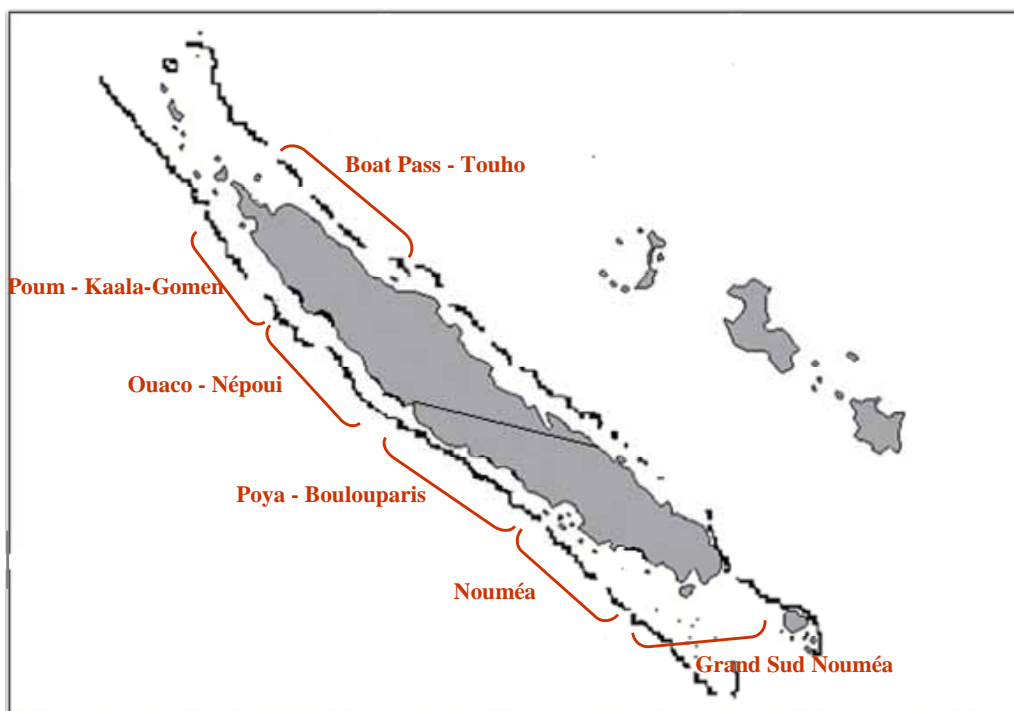 Boat Pass - Touho
Poum - Kaala-Gomen
Ouaco - Népoui
Poya - Boulouparis
Nouméa
Grand Sud Nouméa